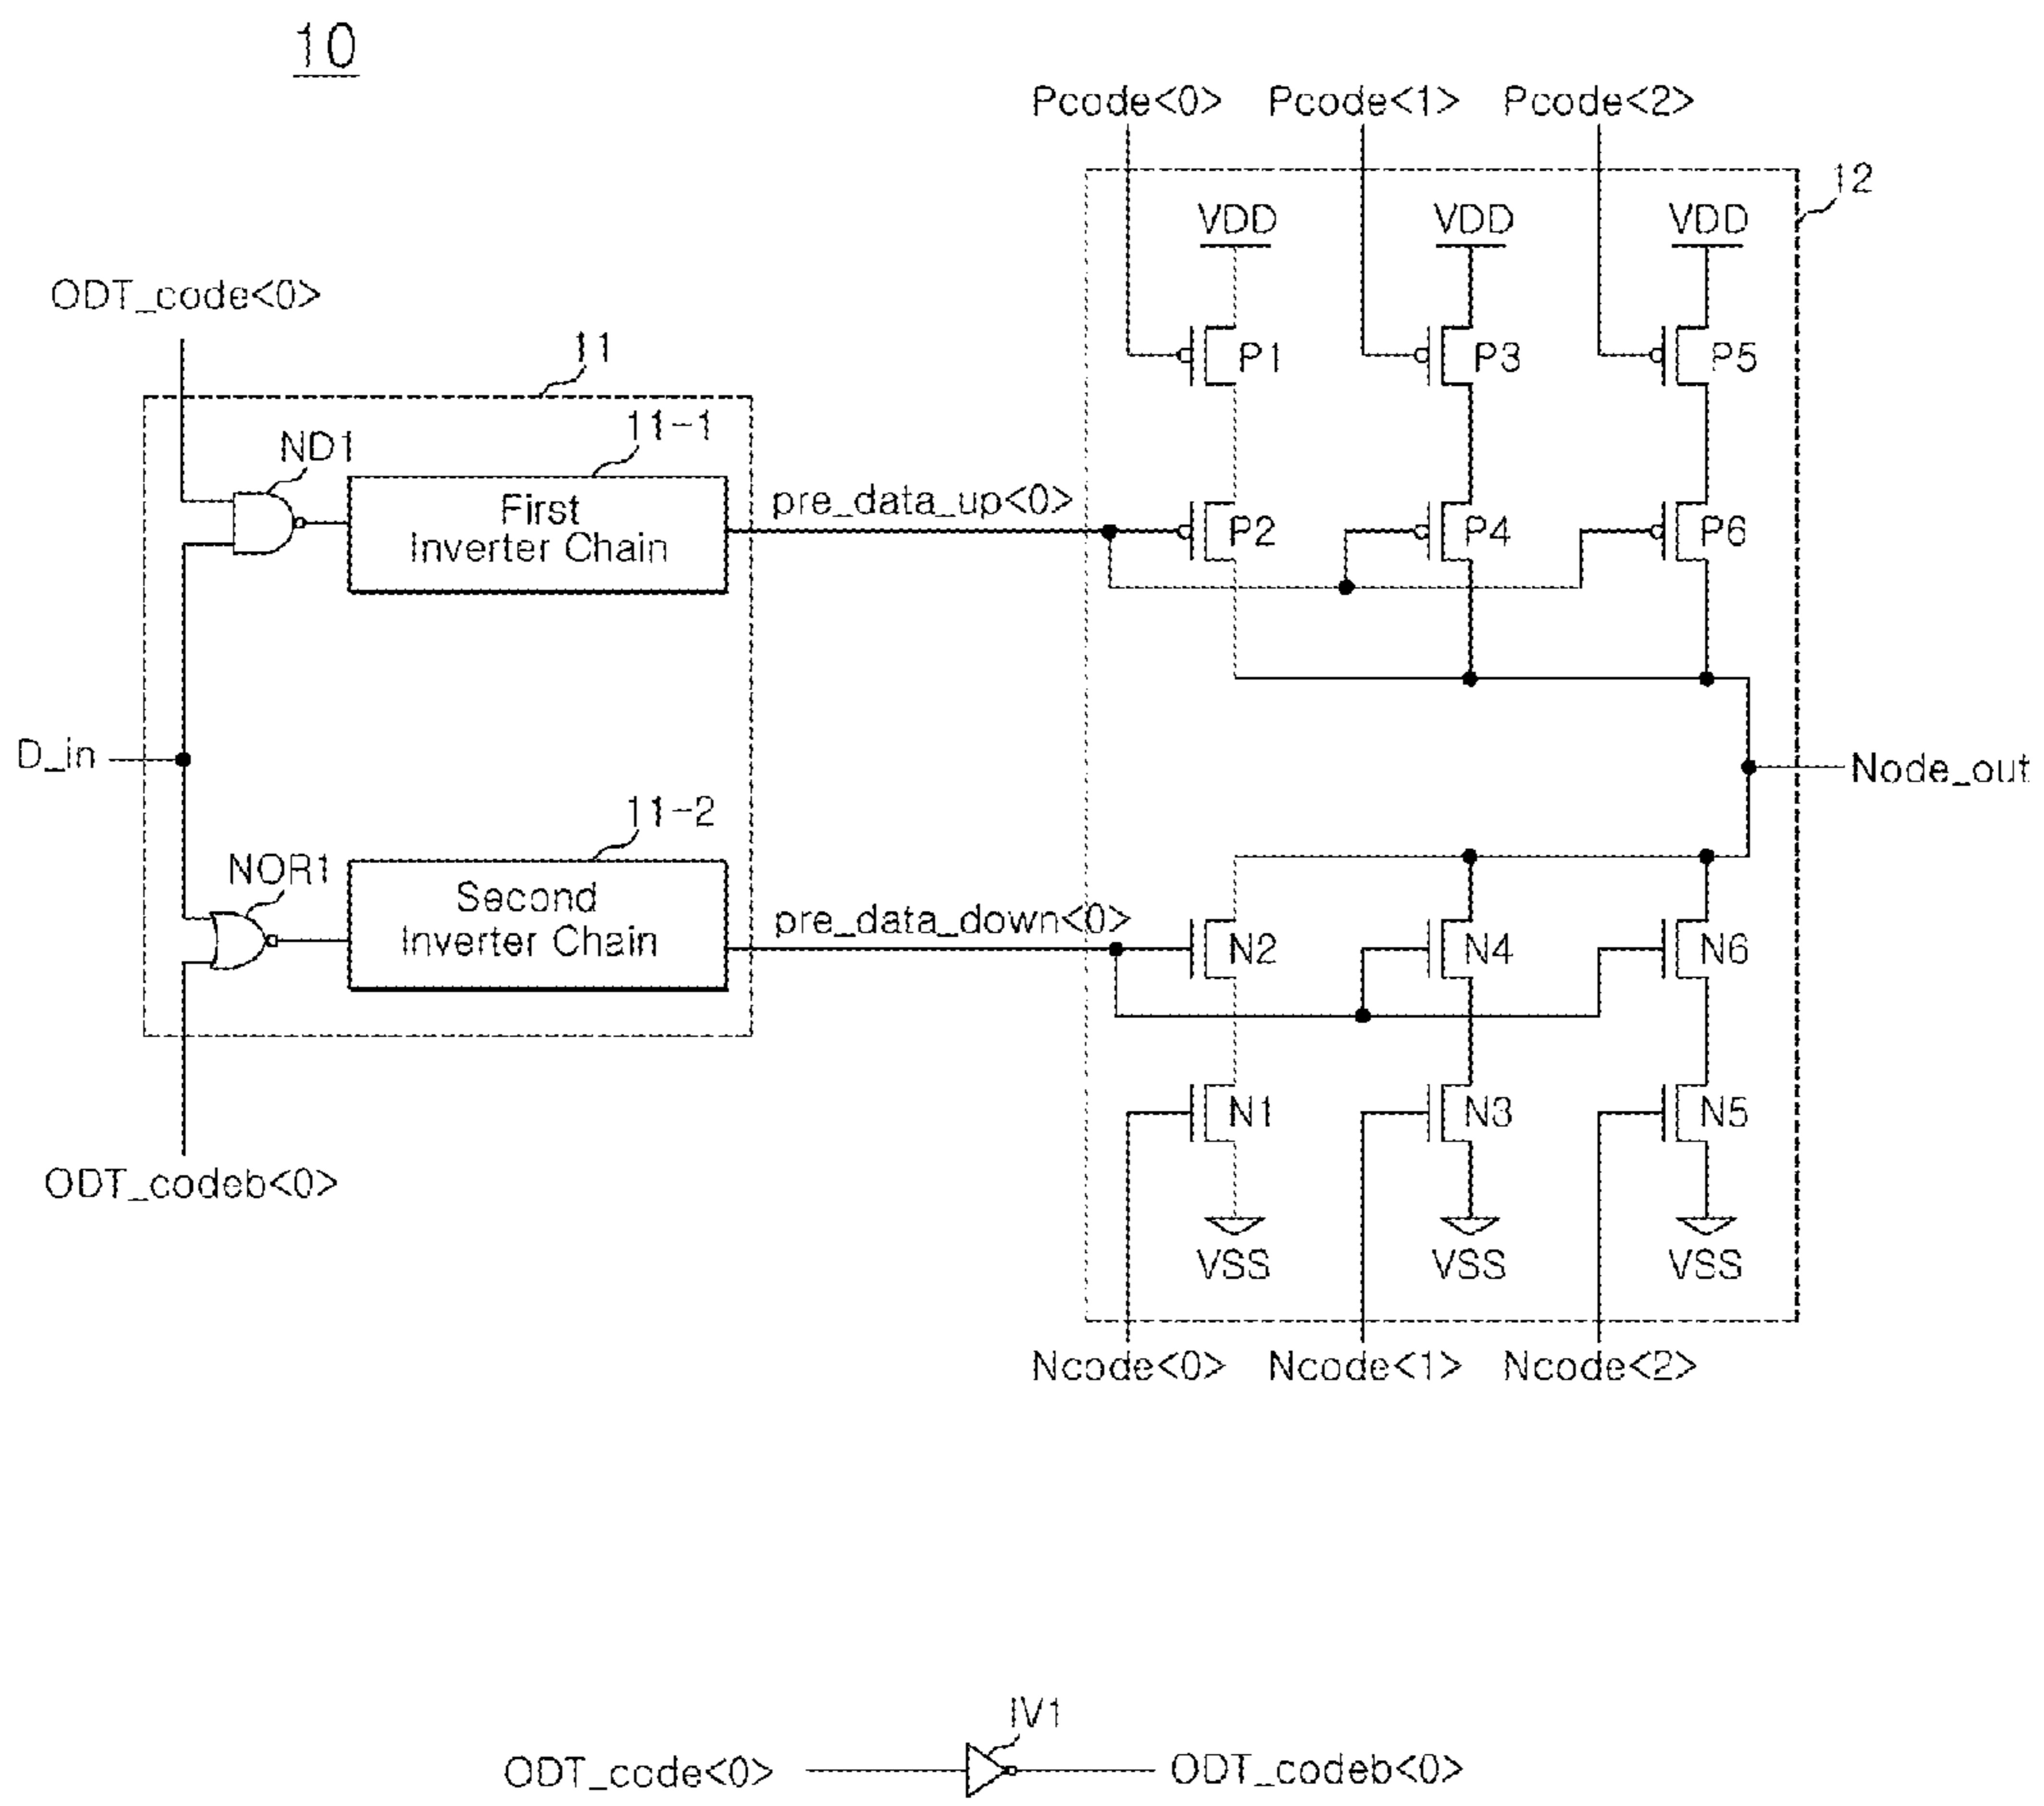 10
Pcode<0> Pcode<1> Pcode<2>
12
VDD VDD VDD
ODT_code<0>
11
P1 P3 P5
11-1
ND1
First
Inverter Chain
pre_data_up<0>
P2 P4 P6
D_in
Node_out
11-2
NOR1
Second
Inverter Chain
pre_data_down<0>
N2 N4 N6
N1 N3 N5
ODT_codeb<0>
VSS VSS VSS
Ncode<0> Ncode<1> Ncode<2>
IV1
ODT_code<0> ODT_codeb<0>